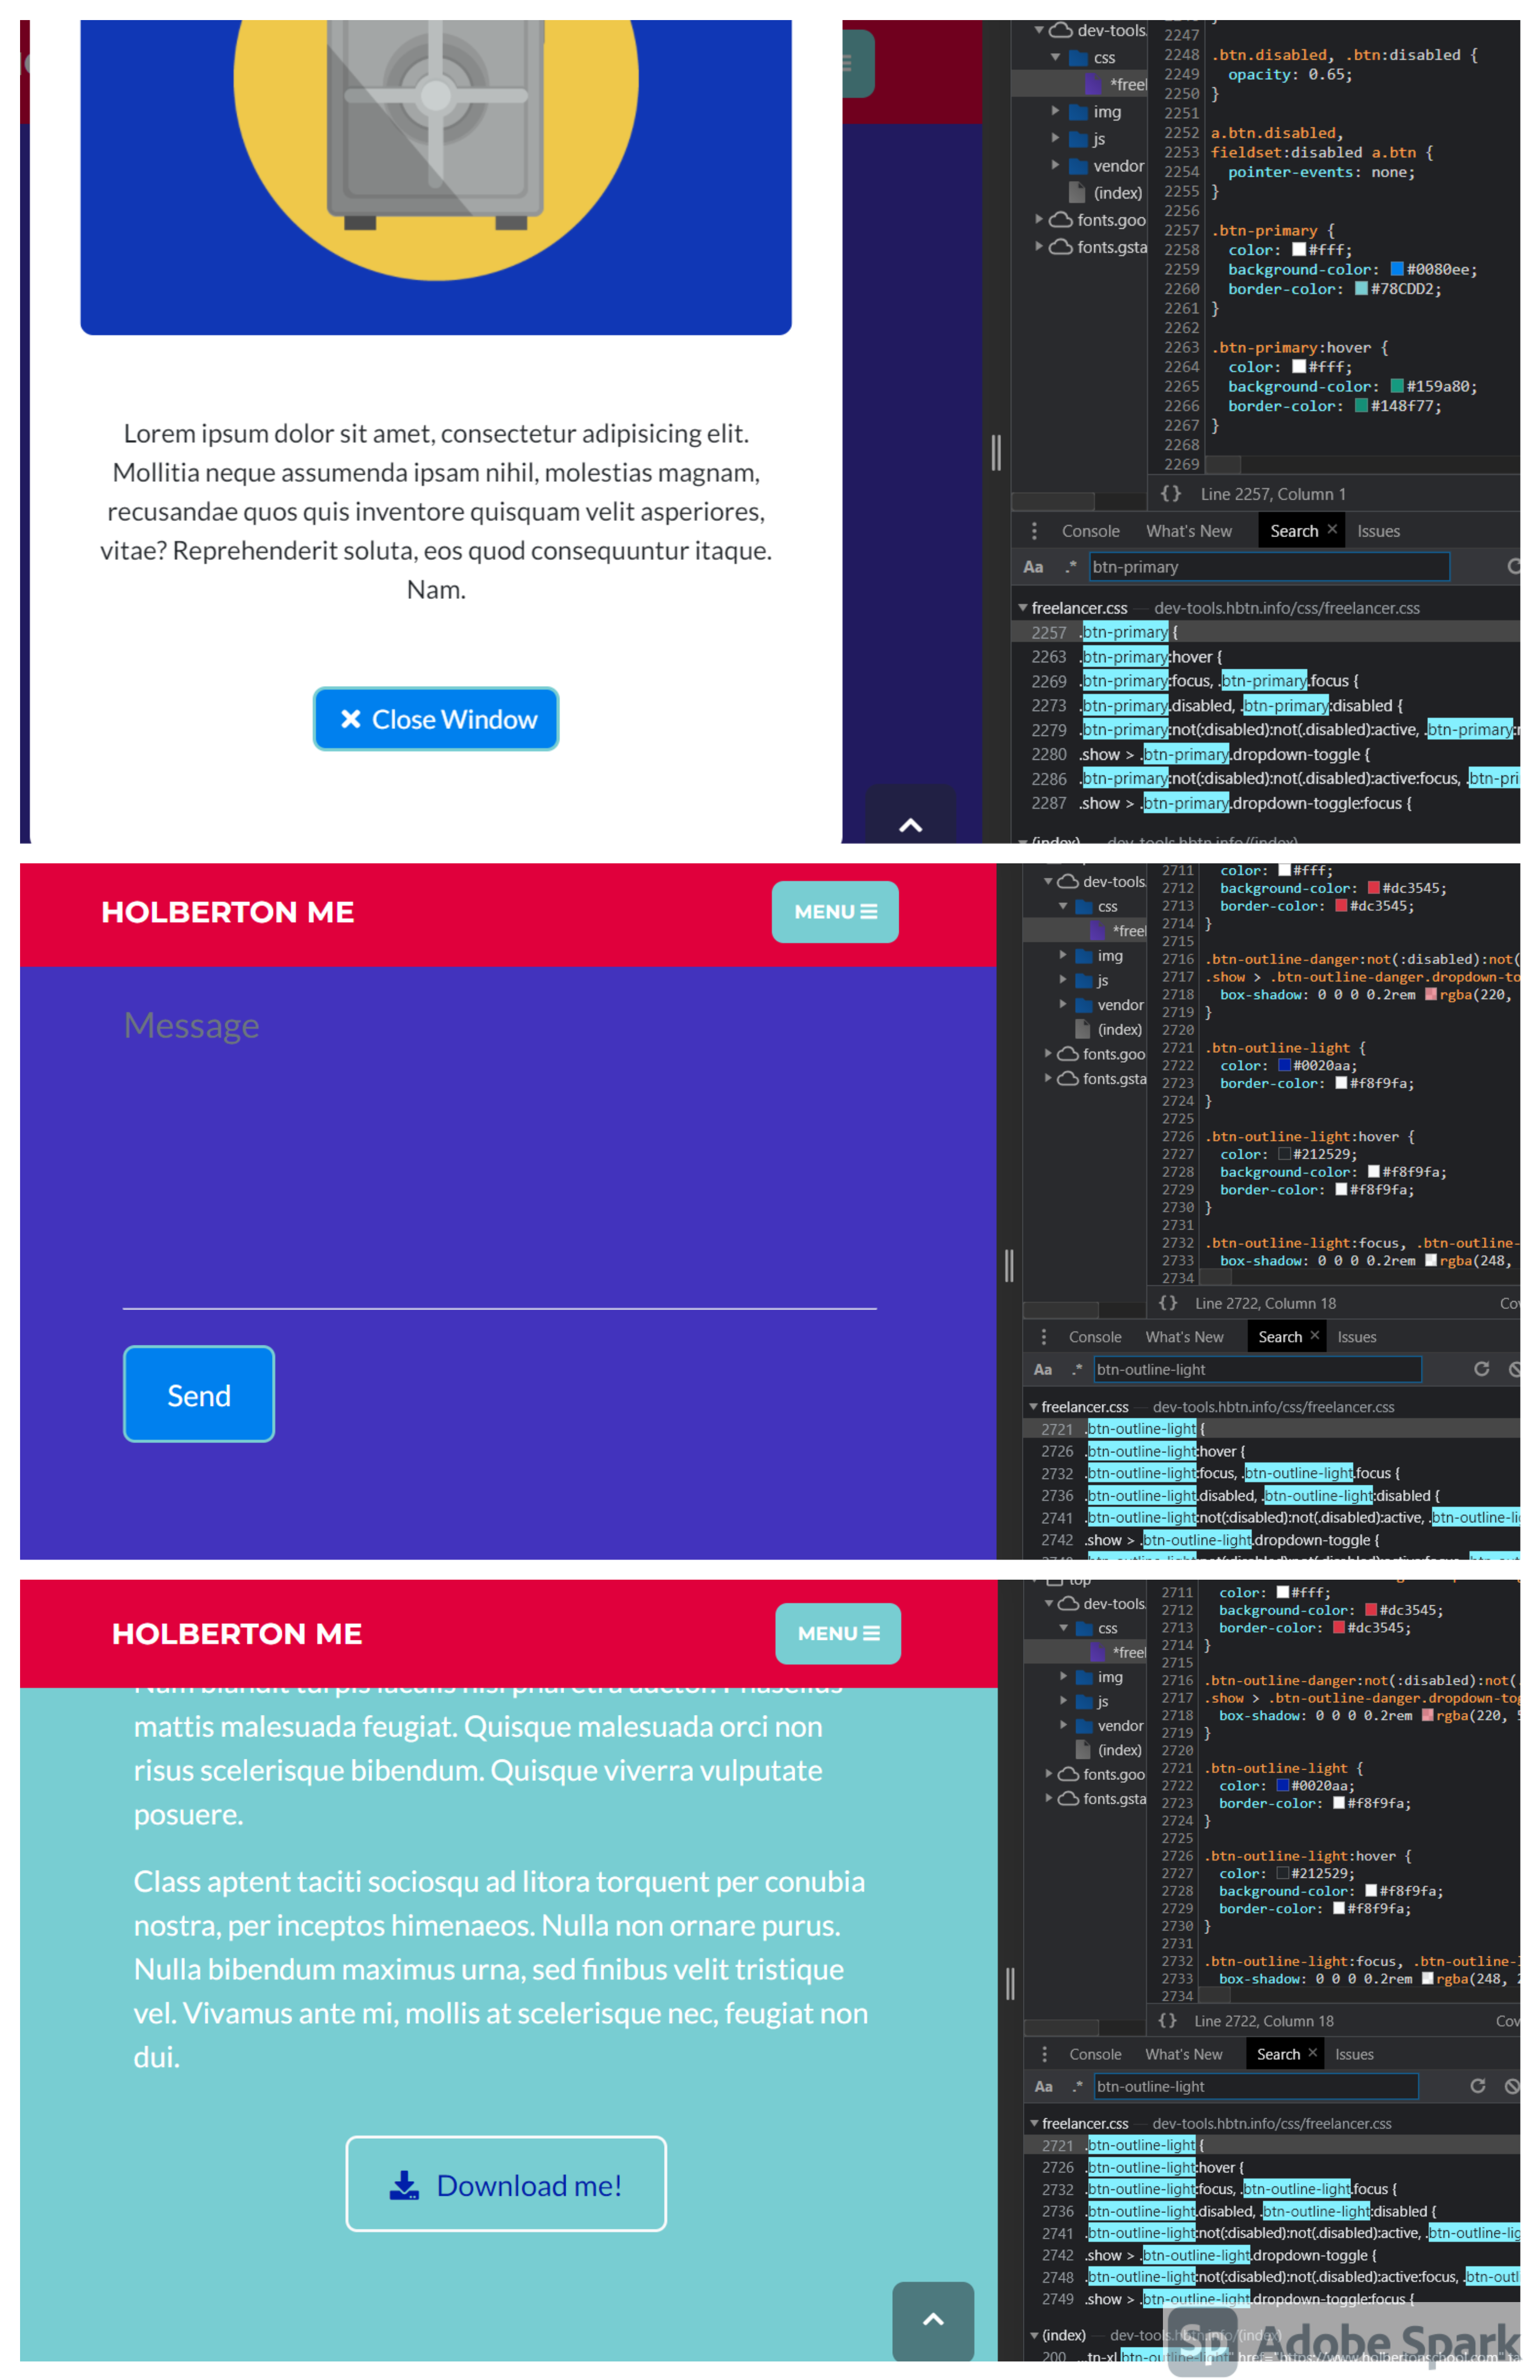 Lorem ipsum dolor sit amet, consectetur adipisicing elit.
Mollitia neque assumenda ipsam nihil, molestias magnam,
recusandae quos quis inventore quisquam velit asperiores,
vitae? Reprehenderit soluta, eos quod consequuntur itaque.
Nam.
Close Window
dev-tools.
css
*freel
img
js
vendor
(index)
fonts.goo
fonts.gsta
2247
2248 .btn.disabled, .btn:disabled {
2249 opacity: 0.65;
2250 }
2251
2252 a.btn.disabled,
2253 fieldset:disabled a.btn {
2254 pointer-events: none;
2255 }
2256
2257 .btn-primary {
2258 color: #fff;
2259 background-color: #0080ee;
2260 border-color: #78CDD2;
2261 }
2262
2263 .btn-primary:hover {
2264 color: #fff;
2265 background-color: #159a80;
2266 border-color: #148f77;
2267 }
2268
2269
{} Line 2257, Column 1
Console What's New Search × Issues
Aa .* btn-primary
freelancer.css — dev-tools.hbtn.info/css/freelancer.css
2257 .btn-primary {
2263 .btn-primary:hover {
2269 .btn-primary:focus, .btn-primary.focus {
2273 .btn-primary.disabled, .btn-primary:disabled {
2279 .btn-primary:not(:disabled):not(.disabled):active, .btn-primary:
2280 .show > .btn-primary.dropdown-toggle {
2286 .btn-primary:not(:disabled):not(.disabled):active:focus, .btn-pri
2287 .show > .btn-primary.dropdown-toggle:focus {
(index) — dev-tools.hbtn.info/(index)
HOLBERTON ME
MENU
Message
Send
dev-tools.
css
*freel
img
js
vendor
(index)
fonts.goo
fonts.gsta
2711 color: #fff;
2712 background-color: #dc3545;
2713 border-color: #dc3545;
2714 }
2715
2716 .btn-outline-danger:not(:disabled):not(
2717 .show > .btn-outline-danger.dropdown-to
2718 box-shadow: 0 0 0 0.2rem rgba(220,
2719 }
2720
2721 .btn-outline-light {
2722 color: #0020aa;
2723 border-color: #f8f9fa;
2724 }
2725
2726 .btn-outline-light:hover {
2727 color: #212529;
2728 background-color: #f8f9fa;
2729 border-color: #f8f9fa;
2730 }
2731
2732 .btn-outline-light:focus, .btn-outline-
2733 box-shadow: 0 0 0 0.2rem rgba(248,
2734
{} Line 2722, Column 18 Co
Console What's New Search × Issues
Aa .* btn-outline-light
freelancer.css — dev-tools.hbtn.info/css/freelancer.css
2721 .btn-outline-light {
2726 .btn-outline-light:hover {
2732 .btn-outline-light:focus, .btn-outline-light.focus {
2736 .btn-outline-light.disabled, .btn-outline-light:disabled {
2741 .btn-outline-light:not(:disabled):not(.disabled):active, .btn-outline-li
2742 .show > .btn-outline-light.dropdown-toggle {
HOLBERTON ME
MENU
mattis malesuada feugiat. Quisque malesuada orci non
risus scelerisque bibendum. Quisque viverra vulputate
posuere.
Class aptent taciti sociosqu ad litora torquent per conubia
nostra, per inceptos himenaeos. Nulla non ornare purus.
Nulla bibendum maximus urna, sed finibus velit tristique
vel. Vivamus ante mi, mollis at scelerisque nec, feugiat non
dui.
Download me!
top
dev-tools.
css
*freel
img
js
vendor
(index)
fonts.goo
fonts.gsta
2711 color: #fff;
2712 background-color: #dc3545;
2713 border-color: #dc3545;
2714 }
2715
2716 .btn-outline-danger:not(:disabled):not(.
2717 .show > .btn-outline-danger.dropdown-tog
2718 box-shadow: 0 0 0 0.2rem rgba(220, 5
2719 }
2720
2721 .btn-outline-light {
2722 color: #0020aa;
2723 border-color: #f8f9fa;
2724 }
2725
2726 .btn-outline-light:hover {
2727 color: #212529;
2728 background-color: #f8f9fa;
2729 border-color: #f8f9fa;
2730 }
2731
2732 .btn-outline-light:focus, .btn-outline-
2733 box-shadow: 0 0 0 0.2rem rgba(248, 2
2734
{} Line 2722, Column 18 Cov
Console What's New Search × Issues
Aa .* btn-outline-light
freelancer.css — dev-tools.hbtn.info/css/freelancer.css
2721 .btn-outline-light {
2726 .btn-outline-light:hover {
2732 .btn-outline-light:focus, .btn-outline-light.focus {
2736 .btn-outline-light.disabled, .btn-outline-light:disabled {
2741 .btn-outline-light:not(:disabled):not(.disabled):active, .btn-outline-lig
2742 .show > .btn-outline-light.dropdown-toggle {
2748 .btn-outline-light:not(:disabled):not(.disabled):active:focus, .btn-outl
2749 .show > .btn-outline-light.dropdown-toggle:focus {
(index) — dev-tools.hbtn.info/(index)
200 ...tn-xl btn-outline-light" href="https://www.holbertonschool.com"
Sp Adobe Spark